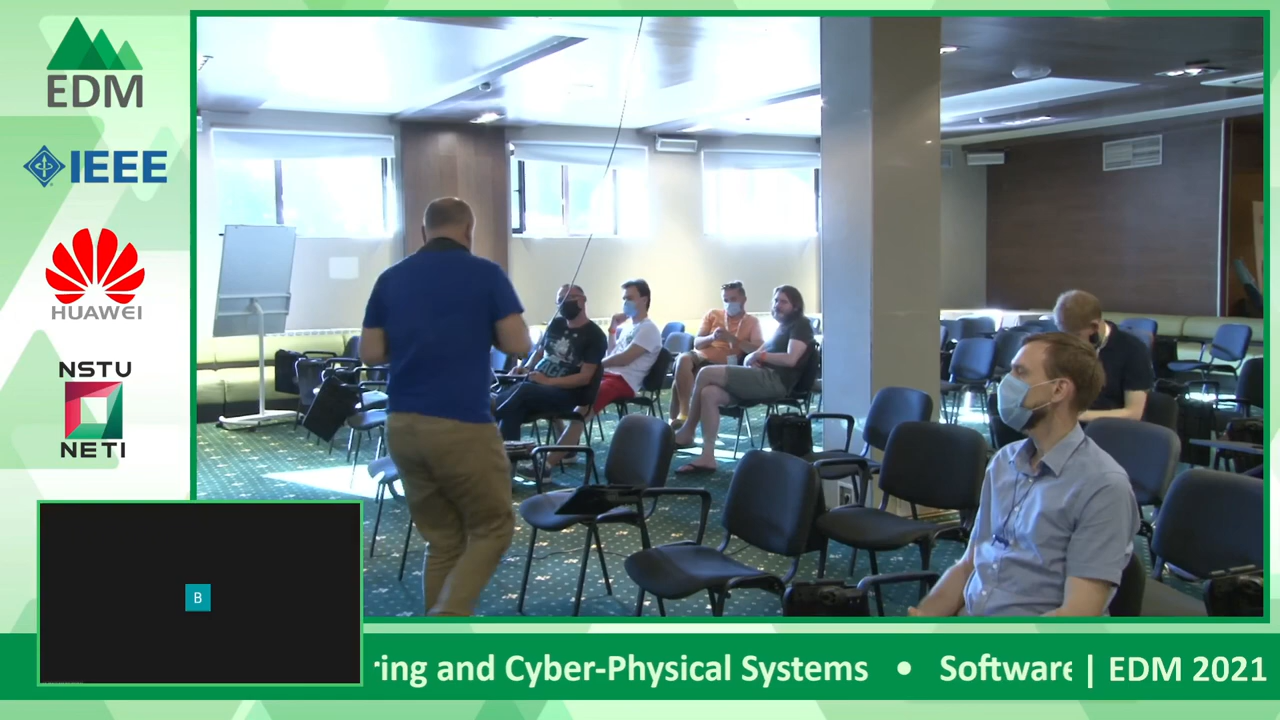 EDM
IEEE
HUAWEI
NSTU
NETI
B
ring and Cyber-Physical Systems • Software | EDM 2021